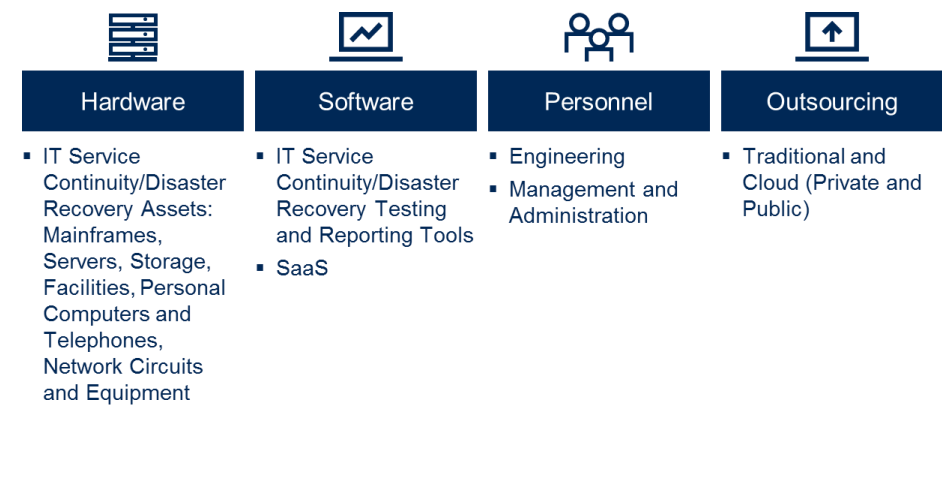 Hardware
▪ IT Service
Continuity/Disaster
Recovery Assets:
Mainframes,
Servers, Storage,
Facilities, Personal
Computers and
Telephones,
Network Circuits
and Equipment
Software
▪ IT Service
Continuity/Disaster
Recovery Testing
and Reporting Tools
▪ SaaS
Personnel
▪ Engineering
▪ Management and
Administration
Outsourcing
▪ Traditional and
Cloud (Private and
Public)